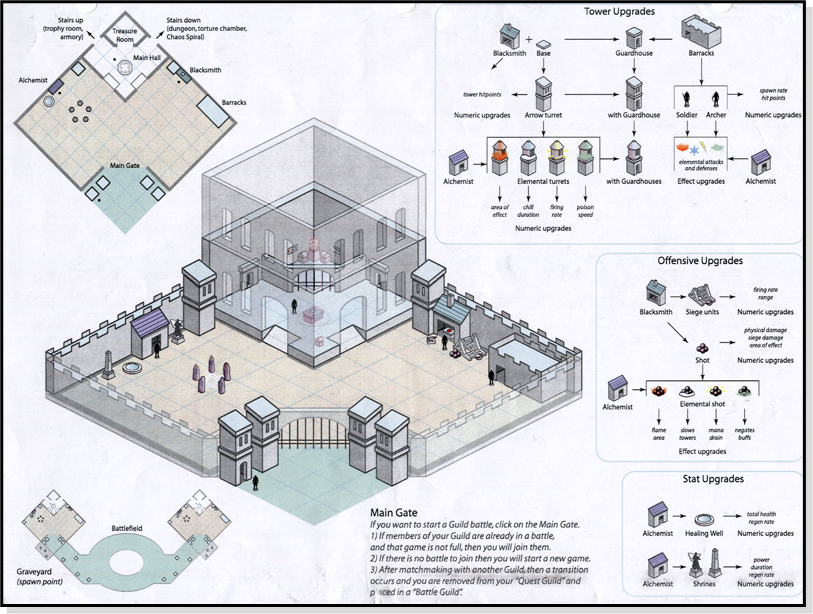 Stairs up
(trophy room,
armory)
Stairs down
(dungeon, torture chamber,
Chaos Spiral)
Treasure
Room
Main Hall
Alchemist
Blacksmith
Barracks
Main Gate
Tower Upgrades
Blacksmith
+
Base
Guardhouse
Barracks
tower hitpoints
Numeric upgrades
Arrow turret
with Guardhouse
Soldier
Archer
spawn rate
hit points
Numeric upgrades
Alchemist
Elemental turrets
with Guardhouses
elemental attacks
and defenses
Effect upgrades
Alchemist
area of
effect
chill
duration
firing
rate
poison
speed
Numeric upgrades
Offensive Upgrades
Blacksmith
Siege units
firing rate
range
Numeric upgrades
Shot
physical damage
siege damage
area of effect
Numeric upgrades
Alchemist
Elemental shot
flame
area
slows
towers
mana
drain
negates
buffs
Effect upgrades
Stat Upgrades
Alchemist
Healing Well
total health
regen rate
Numeric upgrades
Alchemist
Shrines
power
duration
regen rate
Numeric upgrades
Battlefield
Graveyard
(spawn point)
Main Gate
If you want to start a Guild battle, click on the Main Gate.
1) If members of your Guild are already in a battle,
and that game is not full, then you will join them.
2) If there is no battle to join then you will start a new game.
3) After matchmaking with another Guild, then a transition
occurs and you are removed from your "Quest Guild" and
placed in a "Battle Guild".